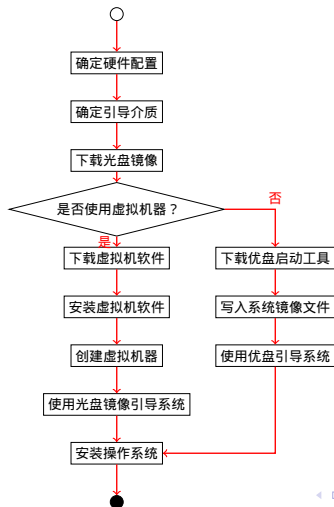 确定硬件配置
确定引导介质
下载光盘镜像
是否使用虚拟机器？
否
是
下载虚拟机软件
下载优盘启动工具
安装虚拟机软件
写入系统镜像文件
创建虚拟机器
使用优盘引导系统
使用光盘镜像引导系统
安装操作系统